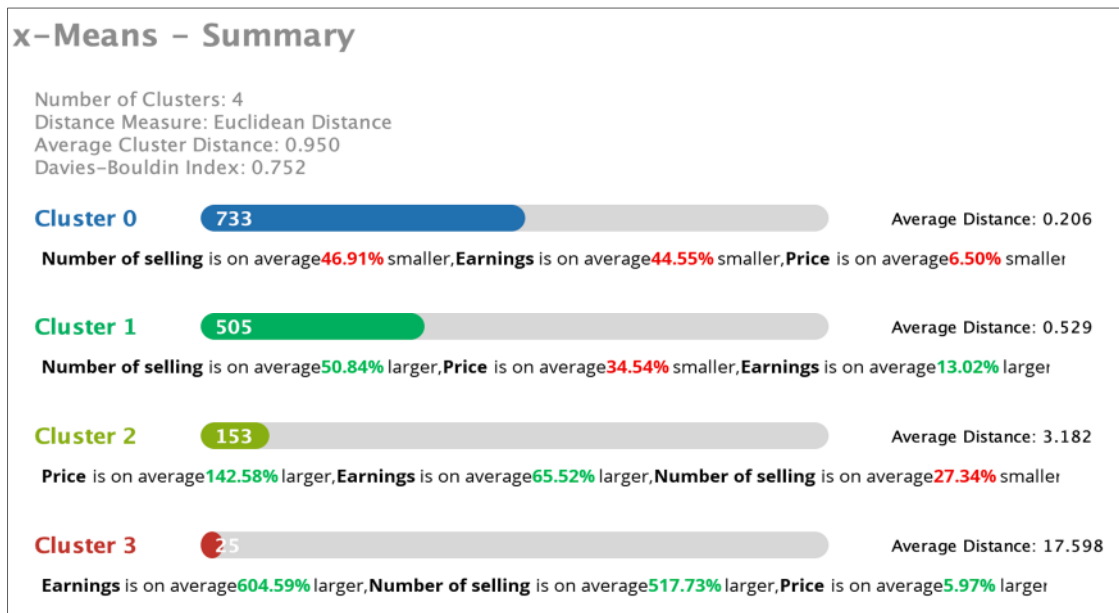 x-Means – Summary
Number of Clusters: 4
Distance Measure: Euclidean Distance
Average Cluster Distance: 0.950
Davies-Bouldin Index: 0.752
Cluster 0 733 Average Distance: 0.206
Number of selling is on average46.91% smaller,Earnings is on average44.55% smaller,Price is on average6.50% smaller
Cluster 1 505 Average Distance: 0.529
Number of selling is on average50.84% larger,Price is on average34.54% smaller,Earnings is on average13.02% larger
Cluster 2 153 Average Distance: 3.182
Price is on average142.58% larger,Earnings is on average65.52% larger,Number of selling is on average27.34% smaller
Cluster 3 25 Average Distance: 17.598
Earnings is on average604.59% larger,Number of selling is on average517.73% larger,Price is on average5.97% larger